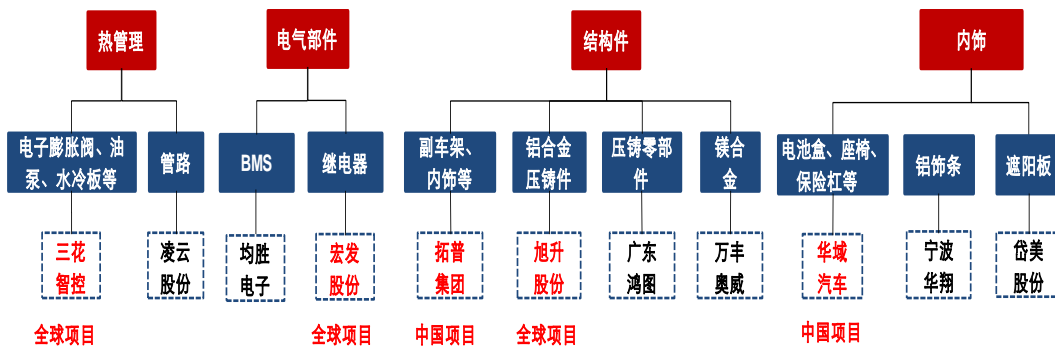 热管理
电气部件
结构件
内饰
电子膨胀阀、油
泵、水冷板等
管路
BMS
继电器
副车架、
内饰等
铝合金
压铸件
压铸零部
件
镁合
金
电池盒、座椅、
保险杠等
铝饰条
遮阳板
三花
智控
凌云
股份
均胜
电子
宏发
股份
拓普
集团
旭升
股份
广东
鸿图
万丰
奥威
华域
汽车
宁波
华翔
岱美
股份
全球项目
全球项目
中国项目
全球项目
中国项目